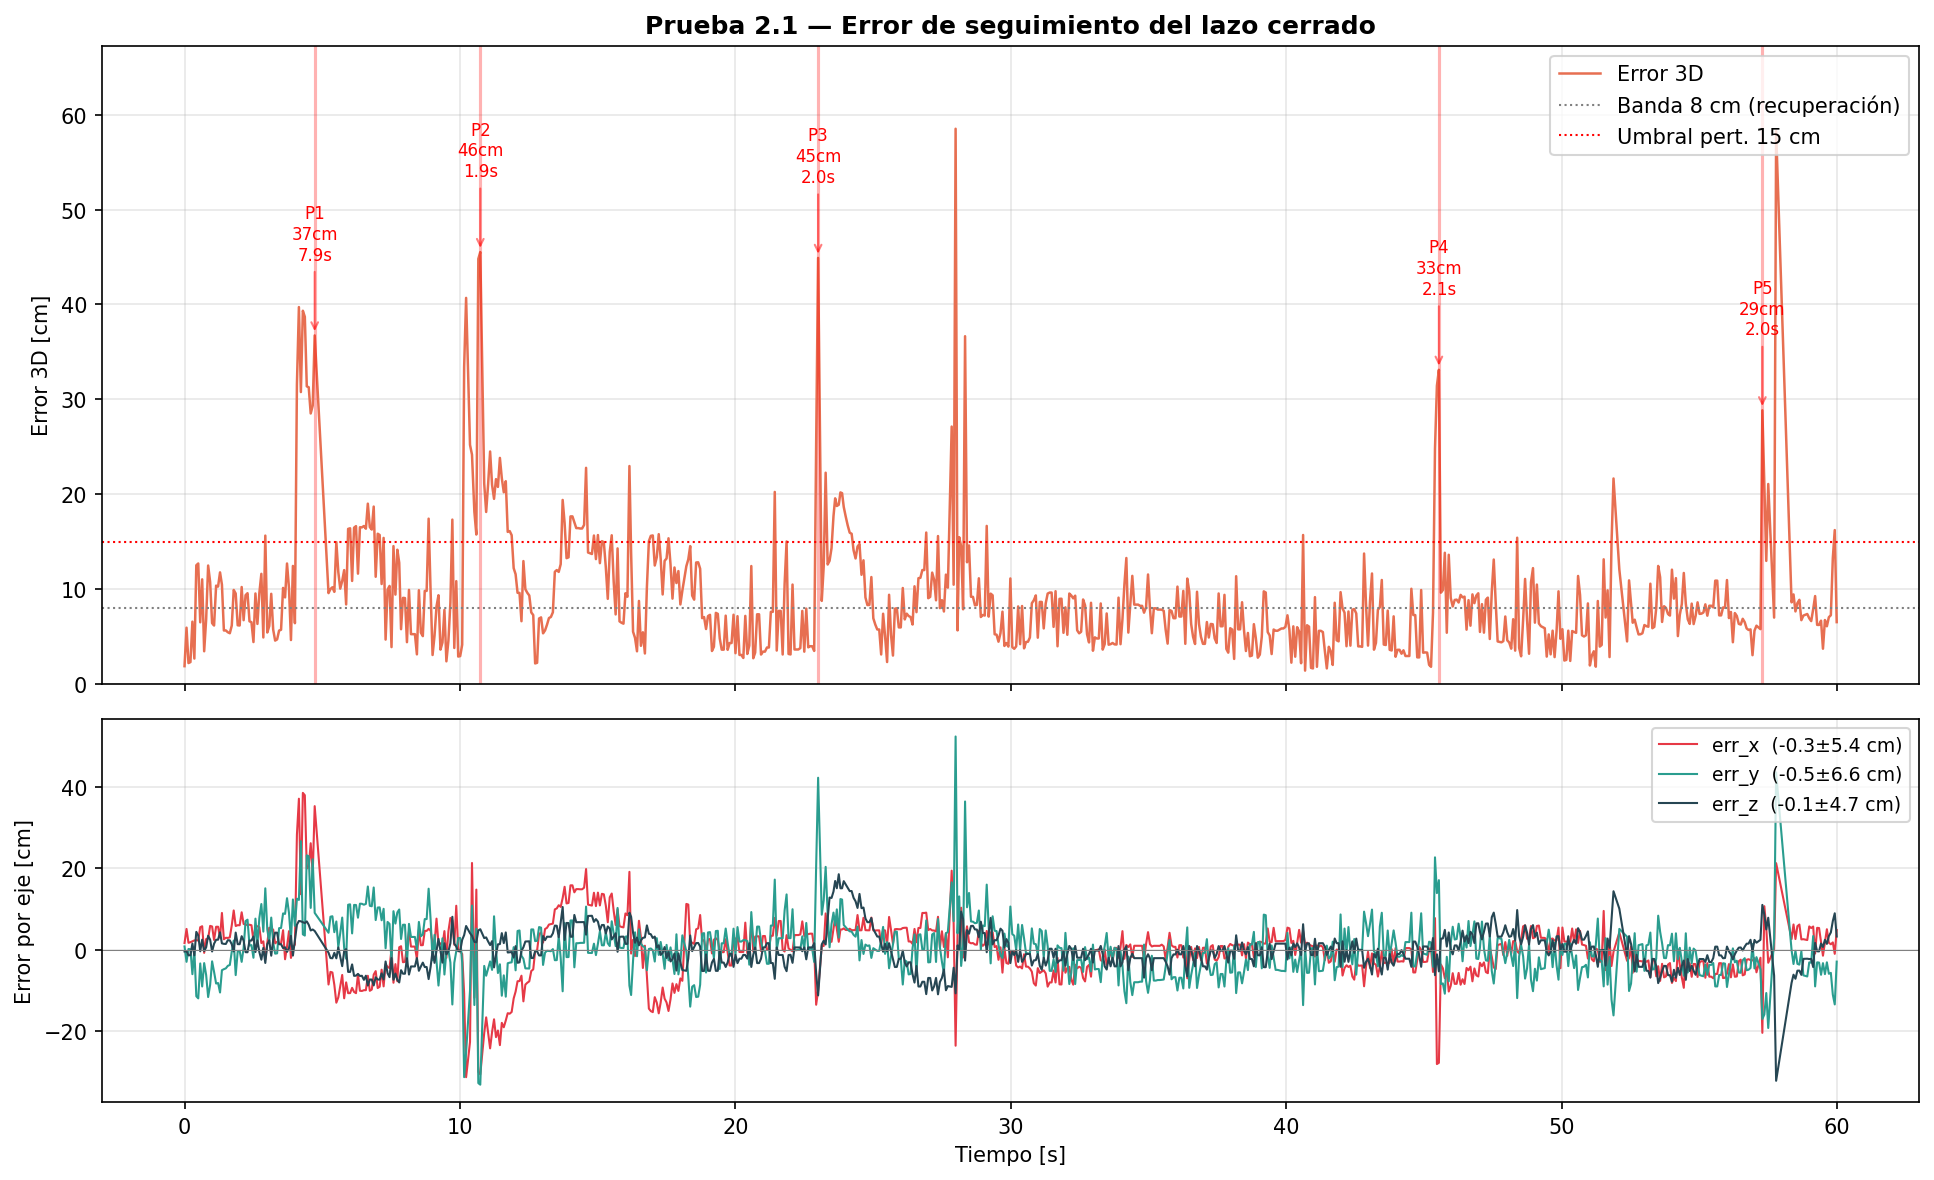 Prueba 2.1 — Error de seguimiento del lazo cerrado
Error 3D [cm]
60
50
40
30
20
10
0
P1
37cm
7.9s
P2
46cm
1.9s
P3
45cm
2.0s
P4
33cm
2.1s
P5
29cm
2.0s
Error 3D
Banda 8 cm (recuperación)
Umbral pert. 15 cm
Error por eje [cm]
40
20
0
−20
err_x (-0.3±5.4 cm)
err_y (-0.5±6.6 cm)
err_z (-0.1±4.7 cm)
0 10 20 30 40 50 60
Tiempo [s]